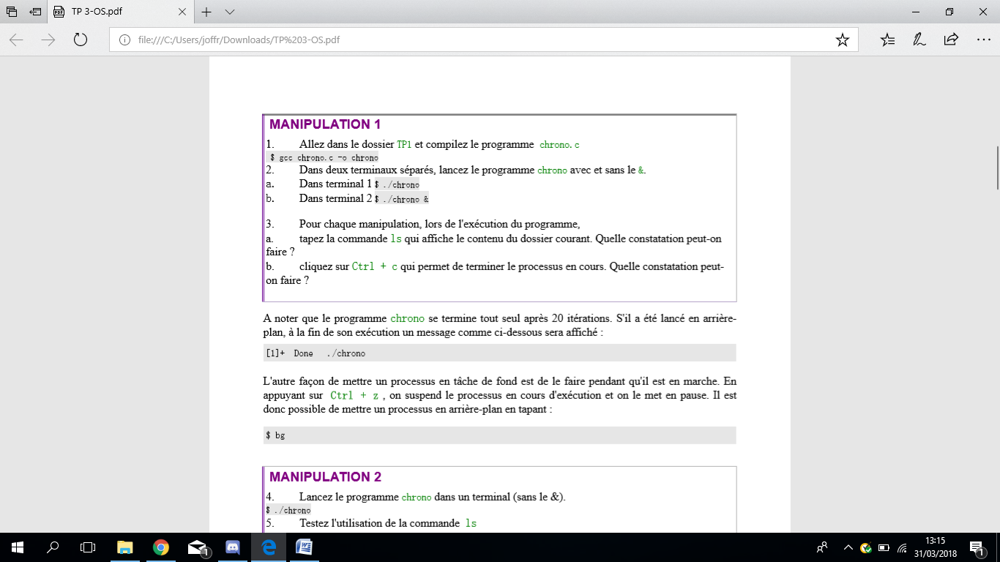 TP 3-OS.pdf
file:///C:/Users/joffr/Downloads/TP%203-OS.pdf
MANIPULATION 1
1. Allez dans le dossier TP1 et compilez le programme chrono.c
$ gcc chrono.c -o chrono
2. Dans deux terminaux séparés, lancez le programme chrono avec et sans le &.
a. Dans terminal 1 $ ./chrono
b. Dans terminal 2 $ ./chrono &
3. Pour chaque manipulation, lors de l'exécution du programme,
a. tapez la commande ls qui affiche le contenu du dossier courant. Quelle constatation peut-on
faire ?
b. cliquez sur Ctrl + c qui permet de terminer le processus en cours. Quelle constatation peut-
on faire ?
A noter que le programme chrono se termine tout seul après 20 itérations. S'il a été lancé en arrière-
plan, à la fin de son exécution un message comme ci-dessous sera affiché :
[1]+ Done ./chrono
L'autre façon de mettre un processus en tâche de fond est de le faire pendant qu'il est en marche. En
appuyant sur Ctrl + z , on suspend le processus en cours d'exécution et on le met en pause. Il est
donc possible de mettre un processus en arrière-plan en tapant :
$ bg
MANIPULATION 2
4. Lancez le programme chrono dans un terminal (sans le &).
$ ./chrono
5. Testez l'utilisation de la commande ls
1
13:15
31/03/2018
1